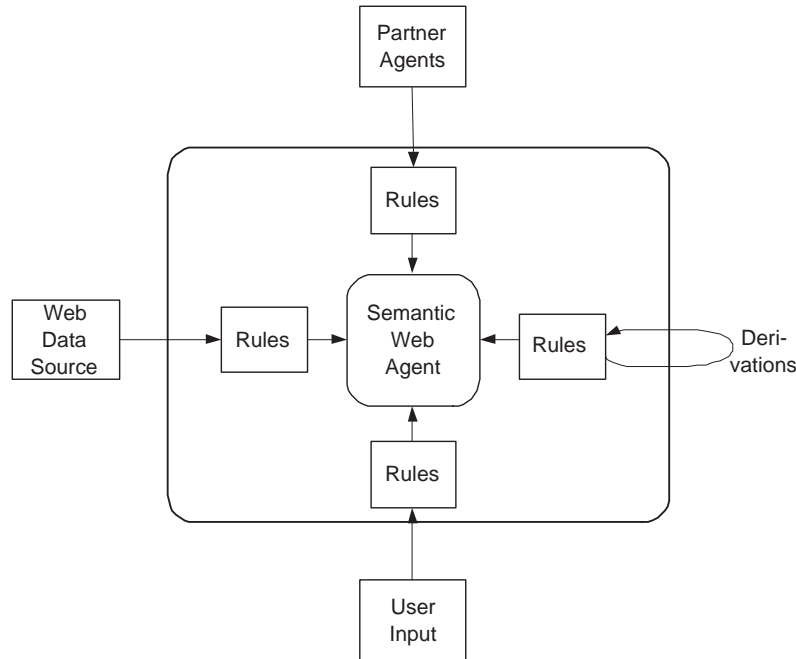 Partner
Agents
Rules
Web
Data
Source
Rules
Semantic
Web
Agent
Rules
Deri-
vations
Rules
User
Input